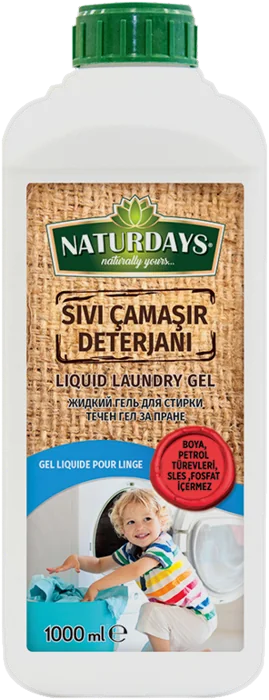 NATURDAYS®
naturally yours...
SIVI ÇAMAŞIR
DETERJANI
LIQUID LAUNDRY GEL
ЖИДКИЙ ГЕЛЬ ДЛЯ СТИРКИ
ТЕЧЕН ГЕЛ ЗА ПРАНЕ
BOYA,
PETROL
TÜREVLERİ,
SLES ,FOSFAT
İÇERMEZ
GEL LIQUIDE POUR LINGE
1000 ml ℮